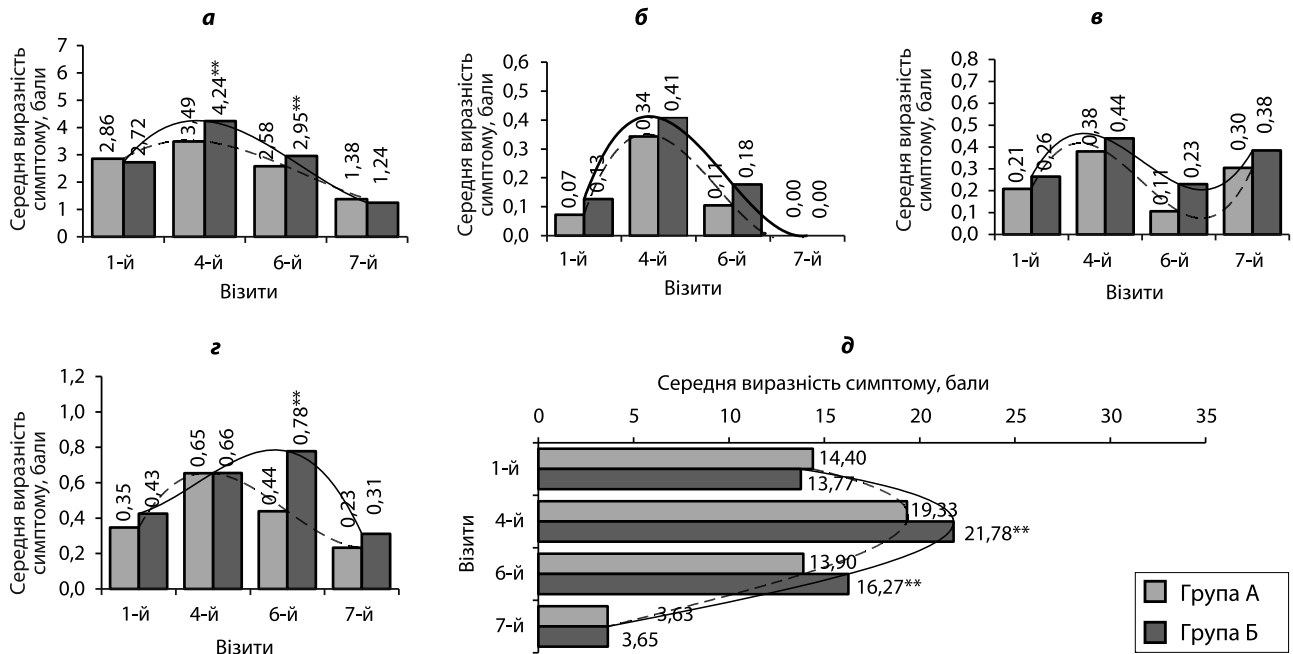 а
Середня виразність
симптому, бали
7
6
5
4
3
2
1
0
2,86
2,72
3,49
4,24**
2,58
2,95**
1,38
1,24
1-й 4-й 6-й 7-й
Візити
б
Середня виразність
симптому, бали
0,6
0,5
0,4
0,3
0,2
0,1
0,0
0,07
0,13
0,34
0,41
0,11
0,18
0,00
0,00
1-й 4-й 6-й 7-й
Візити
в
Середня виразність
симптому, бали
0,8
0,7
0,6
0,5
0,4
0,3
0,2
0,1
0,0
0,21
0,26
0,38
0,44
0,11
0,23
0,30
0,38
1-й 4-й 6-й 7-й
Візити
г
Середня виразність
симптому, бали
1,2
1,0
0,8
0,6
0,4
0,2
0,0
0,35
0,43
0,65
0,66
0,44
0,78**
0,23
0,31
1-й 4-й 6-й 7-й
Візити
д
Середня виразність симптому, бали
0 5 10 15 20 25 30 35
Візити
1-й
14,40
13,77
4-й
19,33
21,78**
6-й
13,90
16,27**
7-й
3,63
3,65
Група А
Група Б